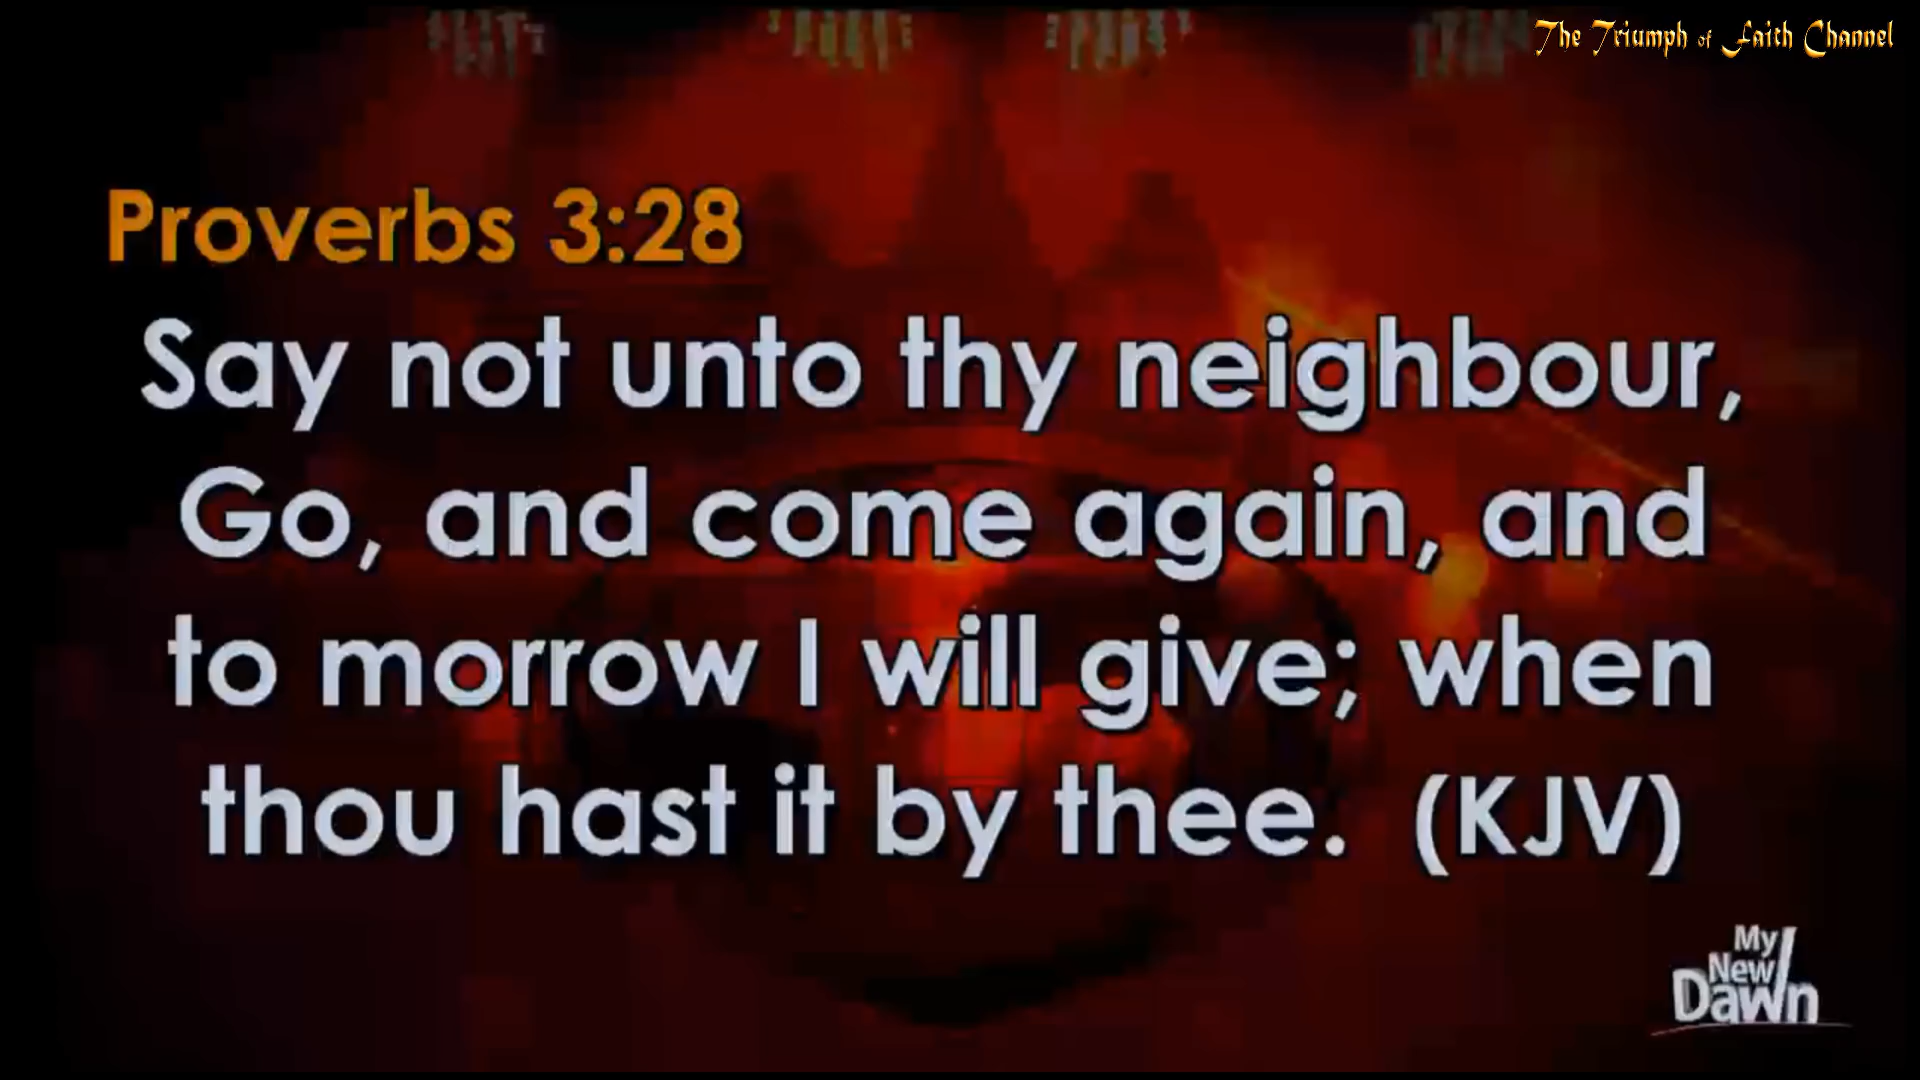 The Triumph of Faith Channel
Proverbs 3:28
Say not unto thy neighbour,
Go, and come again, and
to morrow I will give; when
thou hast it by thee. (KJV)
My
New
Dawn